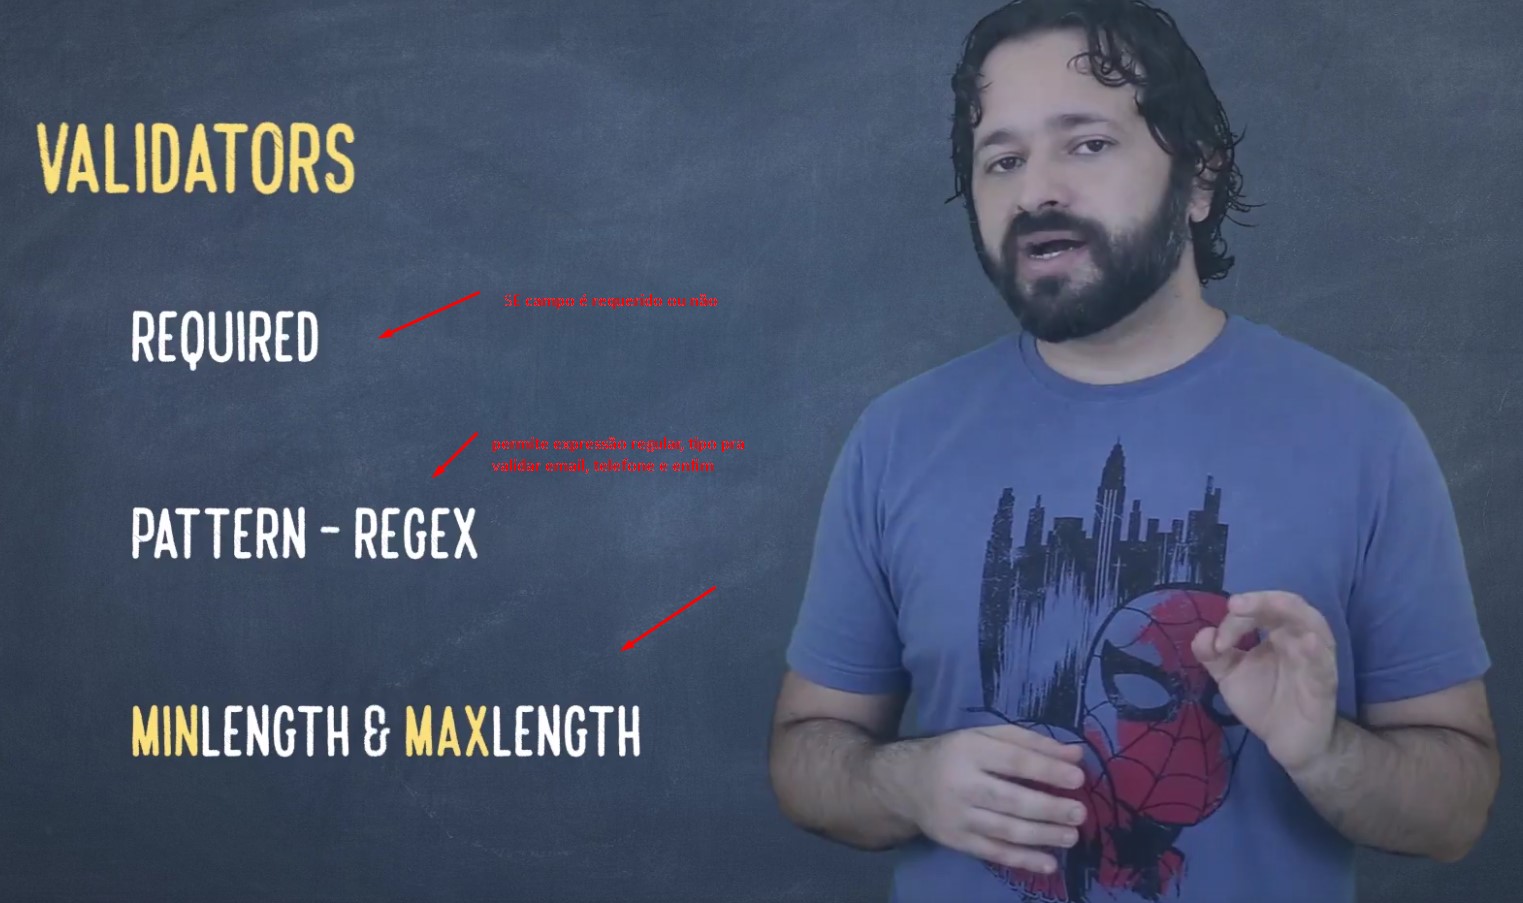 VALIDATORS
SE campo é requerido ou não
REQUIRED
permite expressão regular, tipo pra
validar email, telefone e enfim
PATTERN - REGEX
MINLENGTH & MAXLENGTH